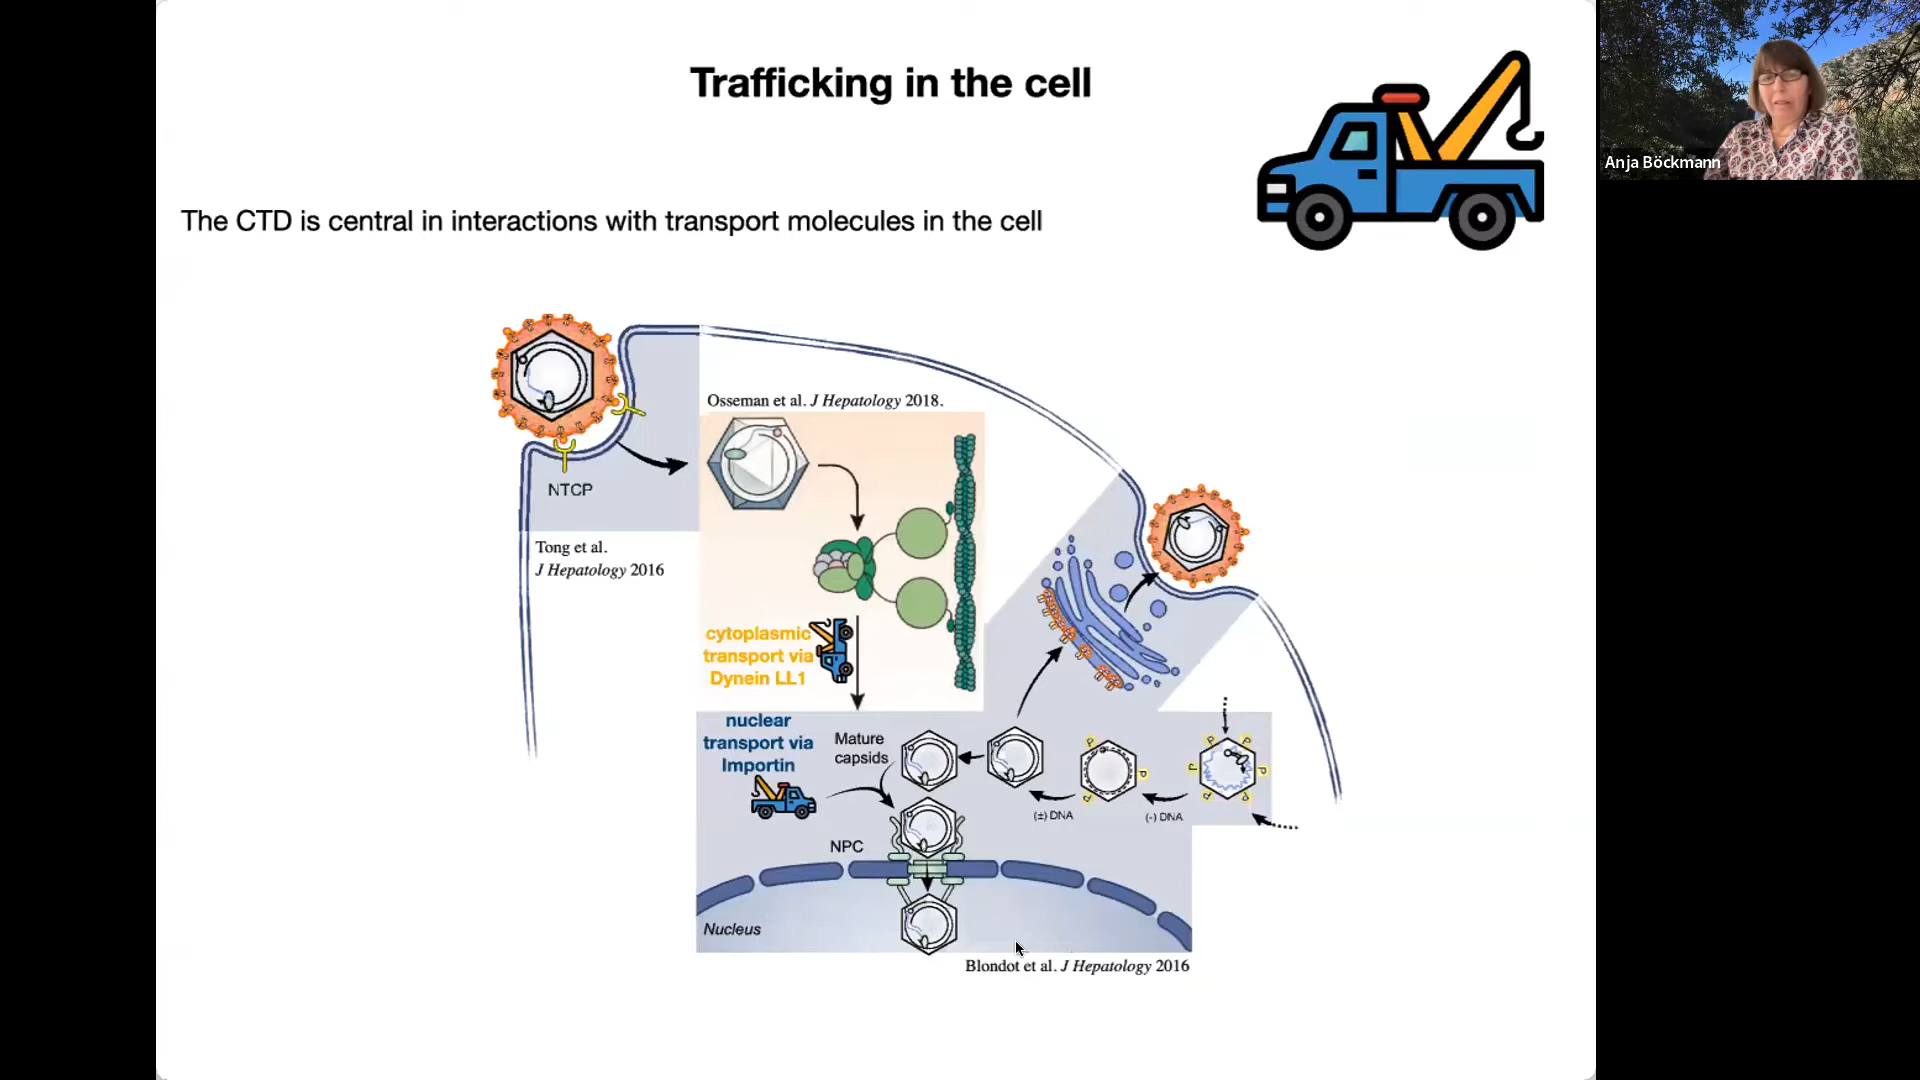 Trafficking in the cell
Anja Böckmann
The CTD is central in interactions with transport molecules in the cell
Osseman et al. J Hepatology 2018.
NTCP
Tong et al.
J Hepatology 2016
cytoplasmic
transport via
Dynein LL1
nuclear
transport via
Importin
Mature
capsids
P
P
P
P
P
P
P
P
P
(±) DNA
(-) DNA
NPC
Nucleus
Blondot et al. J Hepatology 2016